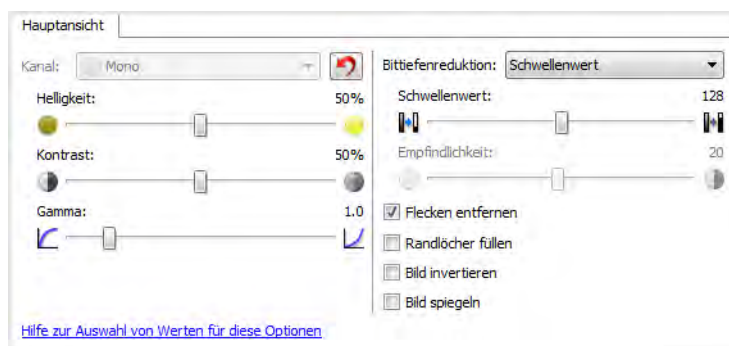 Hauptansicht
Kanal: Mono
Helligkeit: 50%
Kontrast: 50%
Gamma: 1.0
Hilfe zur Auswahl von Werten für diese Optionen
Bittiefenreduktion: Schwellenwert
Schwellenwert: 128
Empfindlichkeit: 20
Flecken entfernen
Randlöcher füllen
Bild invertieren
Bild spiegeln